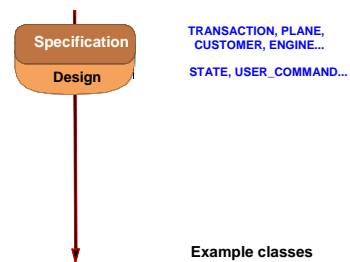 Specification
TRANSACTION, PLANE,
CUSTOMER, ENGINE...
Design
STATE, USER_COMMAND...
Example classes